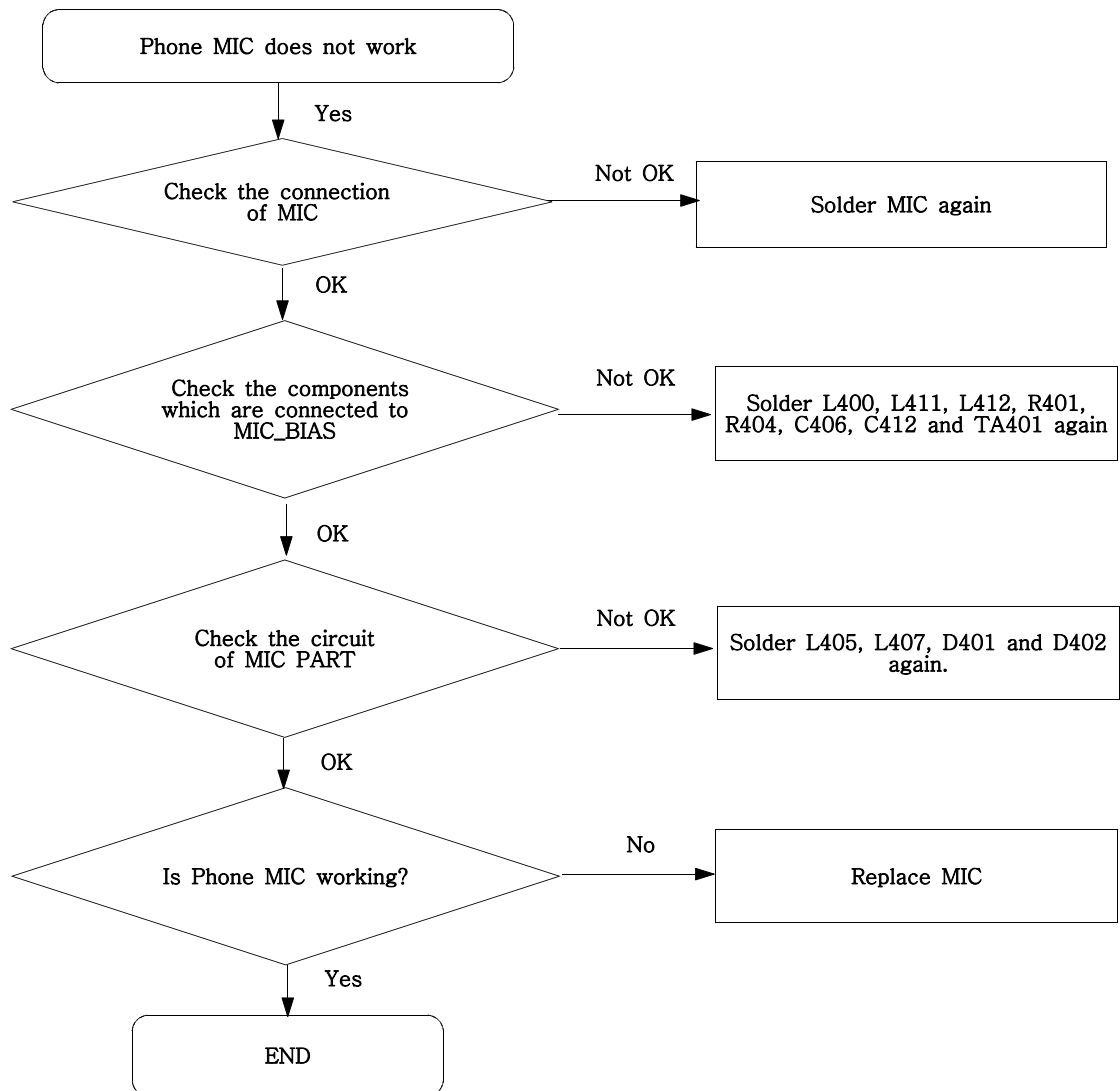 Phone MIC does not work
Yes
Check the connection
of MIC
Not OK
Solder MIC again
OK
Check the components
which are connected to
MIC_BIAS
Not OK
Solder L400, L411, L412, R401,
R404, C406, C412 and TA401 again
OK
Check the circuit
of MIC PART
Not OK
Solder L405, L407, D401 and D402
again.
OK
Is Phone MIC working?
No
Replace MIC
Yes
END